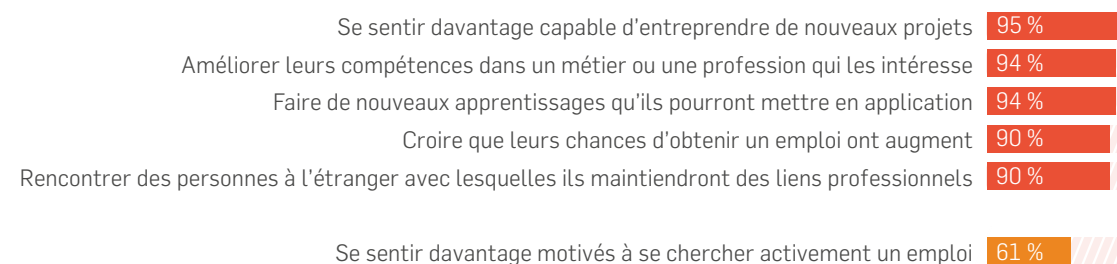 Se sentir davantage capable d'entreprendre de nouveaux projets 95 %
Améliorer leurs compétences dans un métier ou une profession qui les intéresse 94 %
Faire de nouveaux apprentissages qu'ils pourront mettre en application 94 %
Croire que leurs chances d'obtenir un emploi ont augment 90 %
Rencontrer des personnes à l'étranger avec lesquelles ils maintiendront des liens professionnels 90 %
Se sentir davantage motivés à se chercher activement un emploi 61 %